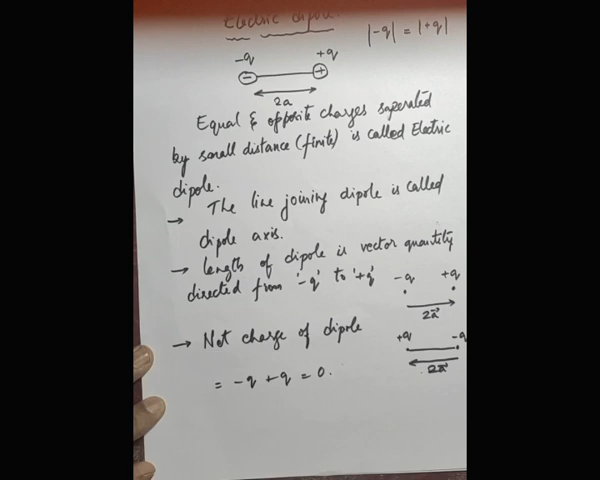 Electric dipole.
|-q| = |+q|
-q +q
- +
2a
Equal & opposite charges saperated
by small distance (finite) is called Electric
dipole.
→ The line joining dipole is called
dipole axis.
→ length of dipole is vector quantity
directed from '-q' to '+q'
-q +q
2a⃗
→ Net charge of dipole
+q -q
2a⃗
= -q +q = 0.